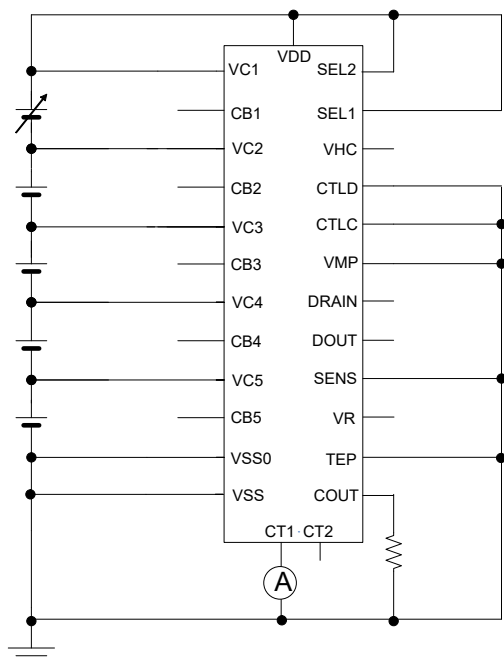 VDD
VC1
SEL2
CB1
SEL1
VC2
VHC
CB2
CTLD
VC3
CTLC
CB3
VMP
VC4
DRAIN
CB4
DOUT
VC5
SENS
CB5
VR
VSS0
TEP
VSS
COUT
CT1 CT2
A